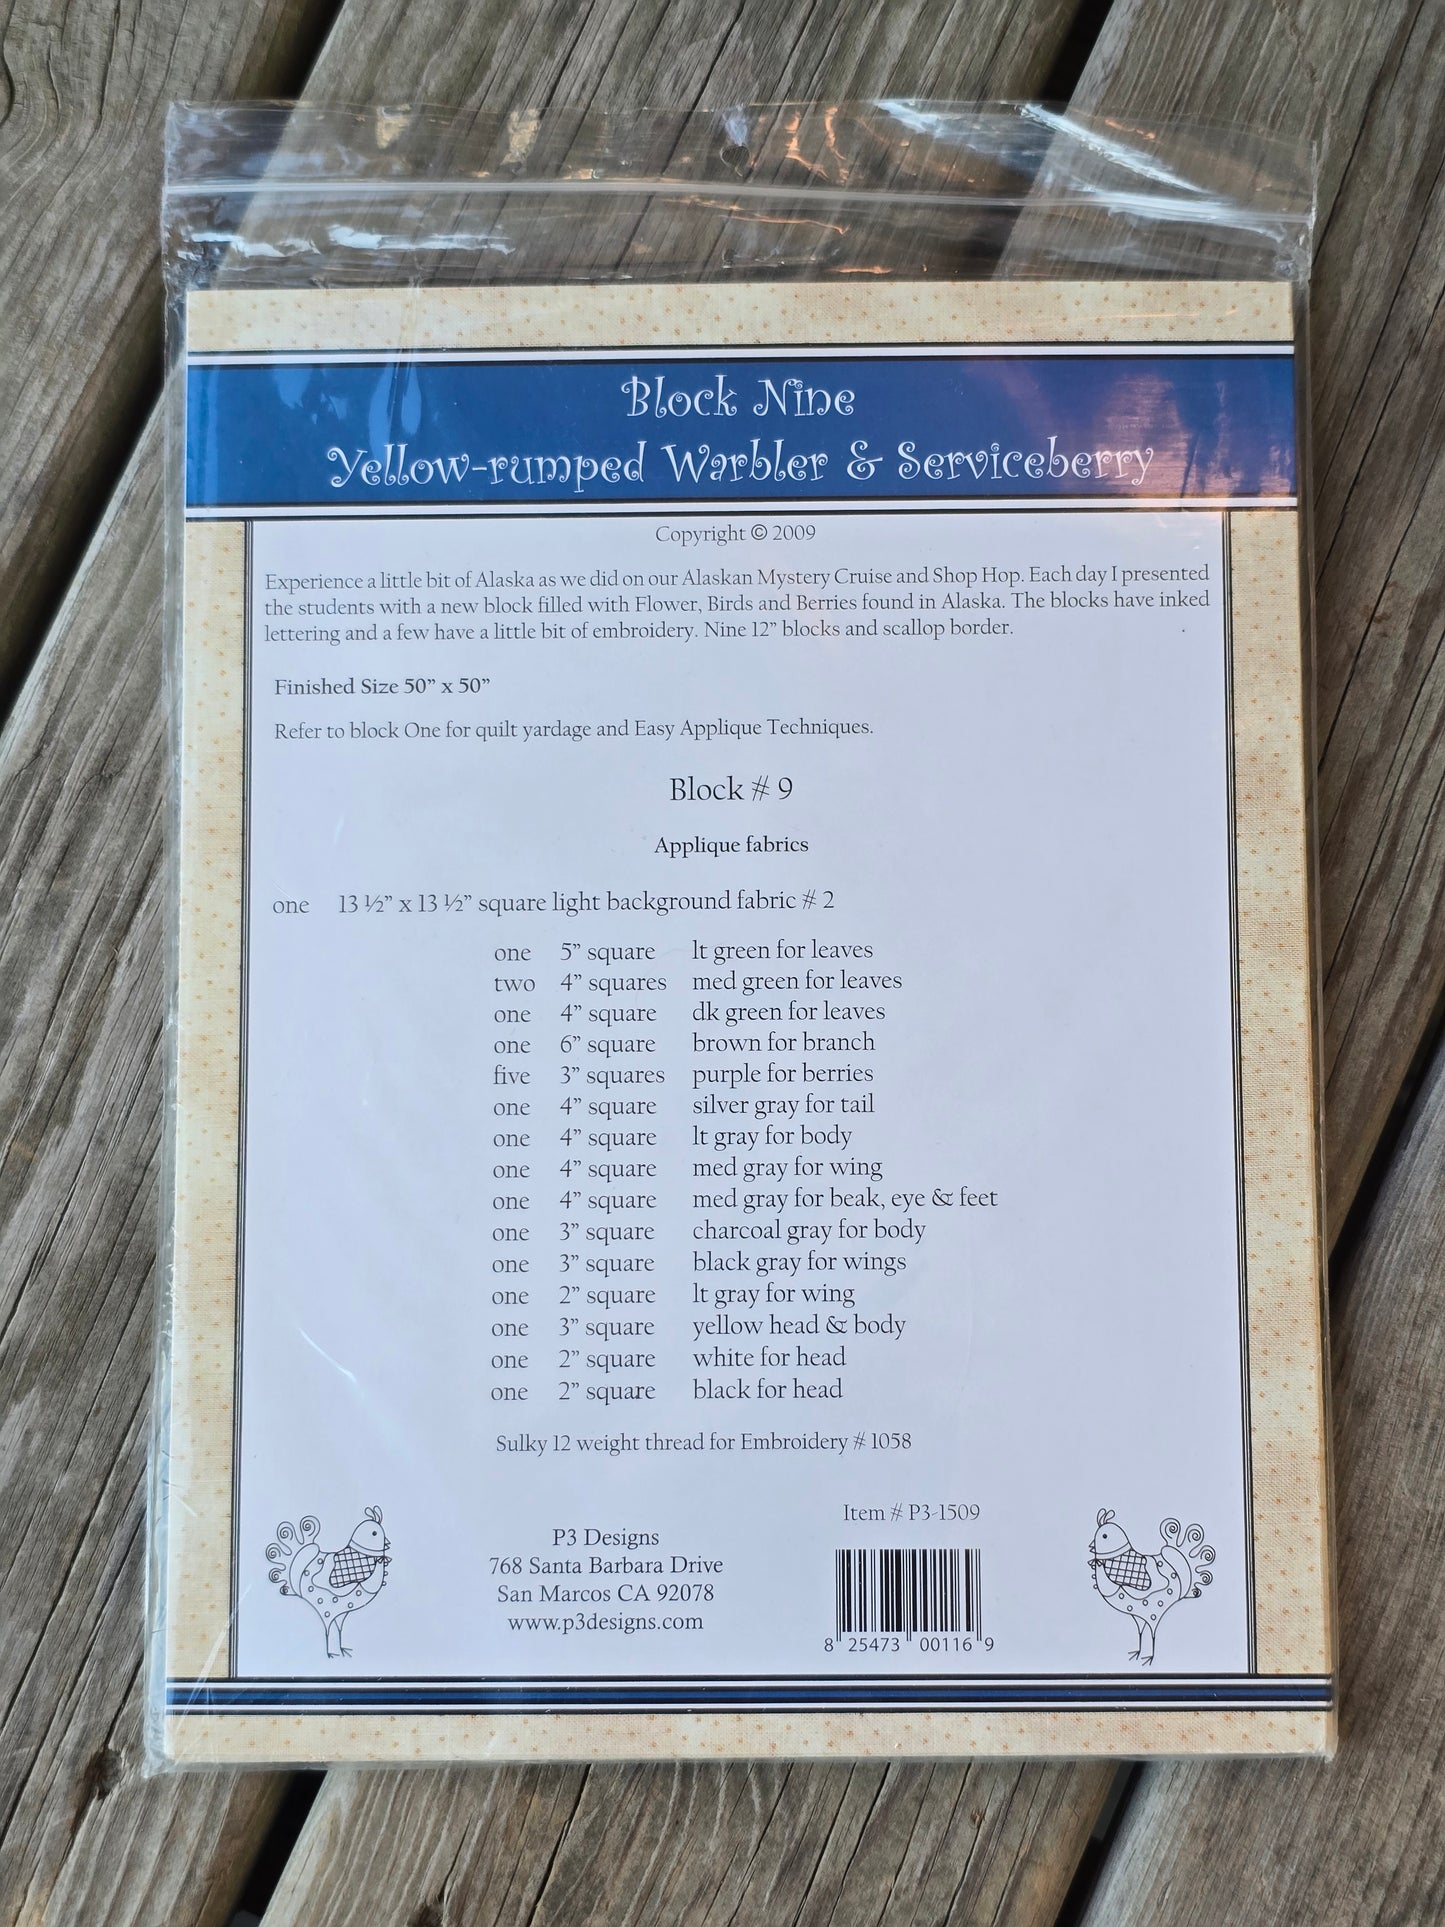 Block Nine
Yellow-rumped Warbler & Serviceberry
Copyright © 2009
Experience a little bit of Alaska as we did on our Alaskan Mystery Cruise and Shop Hop. Each day I presented
the students with a new block filled with Flower, Birds and Berries found in Alaska. The blocks have inked
lettering and a few have a little bit of embroidery. Nine 12” blocks and scallop border.
Finished Size 50” x 50”
Refer to block One for quilt yardage and Easy Applique Techniques.
Block # 9
Applique fabrics
one 13 ½” x 13 ½” square light background fabric # 2
one 5” square lt green for leaves
two 4” squares med green for leaves
one 4” square dk green for leaves
one 6” square brown for branch
five 3” squares purple for berries
one 4” square silver gray for tail
one 4” square lt gray for body
one 4” square med gray for wing
one 4” square med gray for beak, eye & feet
one 3” square charcoal gray for body
one 3” square black gray for wings
one 2” square lt gray for wing
one 3” square yellow head & body
one 2” square white for head
one 2” square black for head
Sulky 12 weight thread for Embroidery # 1058
P3 Designs
768 Santa Barbara Drive
San Marcos CA 92078
www.p3designs.com
Item # P3-1509
8 25473 00116 9